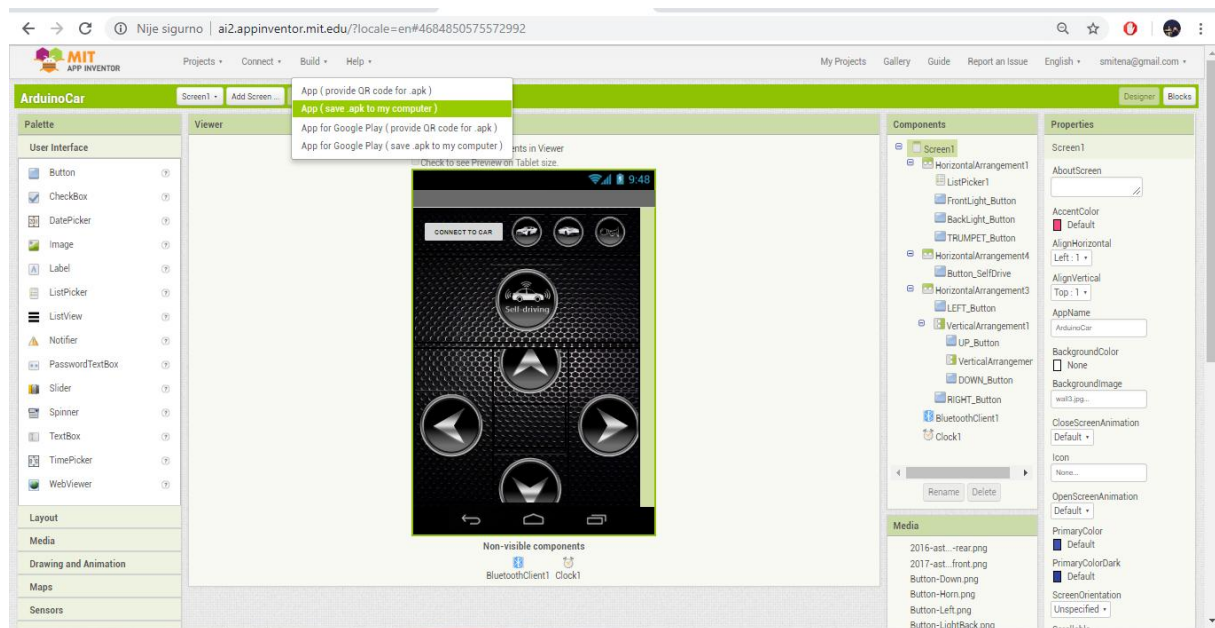 Nije sigurno | ai2.appinventor.mit.edu/?locale=en#4684850575572992
MIT
APP INVENTOR
Projects Connect Build Help
My Projects Gallery Guide Report an Issue English smitena@gmail.com
ArduinoCar
Screen1 Add Screen ...
App ( provide QR code for .apk )
App ( save .apk to my computer )
App for Google Play ( provide QR code for .apk )
App for Google Play ( save .apk to my computer )
Designer Blocks
Palette
User Interface
Button
CheckBox
DatePicker
Image
Label
ListPicker
ListView
Notifier
PasswordTextBox
Slider
Spinner
TextBox
TimePicker
WebViewer
Layout
Media
Drawing and Animation
Maps
Sensors
Viewer
ents in Viewer
Check to see Preview on Tablet size.
9:48
CONNECT TO CAR
Self-driving
Non-visible components
BluetoothClient1 Clock1
Components
Screen1
HorizontalArrangement1
ListPicker1
FrontLight_Button
BackLight_Button
TRUMPET_Button
HorizontalArrangement4
Button_SelfDrive
HorizontalArrangement3
LEFT_Button
VerticalArrangement1
UP_Button
VerticalArrangemer
DOWN_Button
RIGHT_Button
BluetoothClient1
Clock1
Rename Delete
Media
2016-ast...-rear.png
2017-ast...front.png
Button-Down.png
Button-Horn.png
Button-Left.png
Button-LightBack.png
Properties
Screen1
AboutScreen
AccentColor
Default
AlignHorizontal
Left : 1
AlignVertical
Top : 1
AppName
ArduinoCar
BackgroundColor
None
BackgroundImage
wall3.jpg...
CloseScreenAnimation
Default
Icon
None...
OpenScreenAnimation
Default
PrimaryColor
Default
PrimaryColorDark
Default
ScreenOrientation
Unspecified